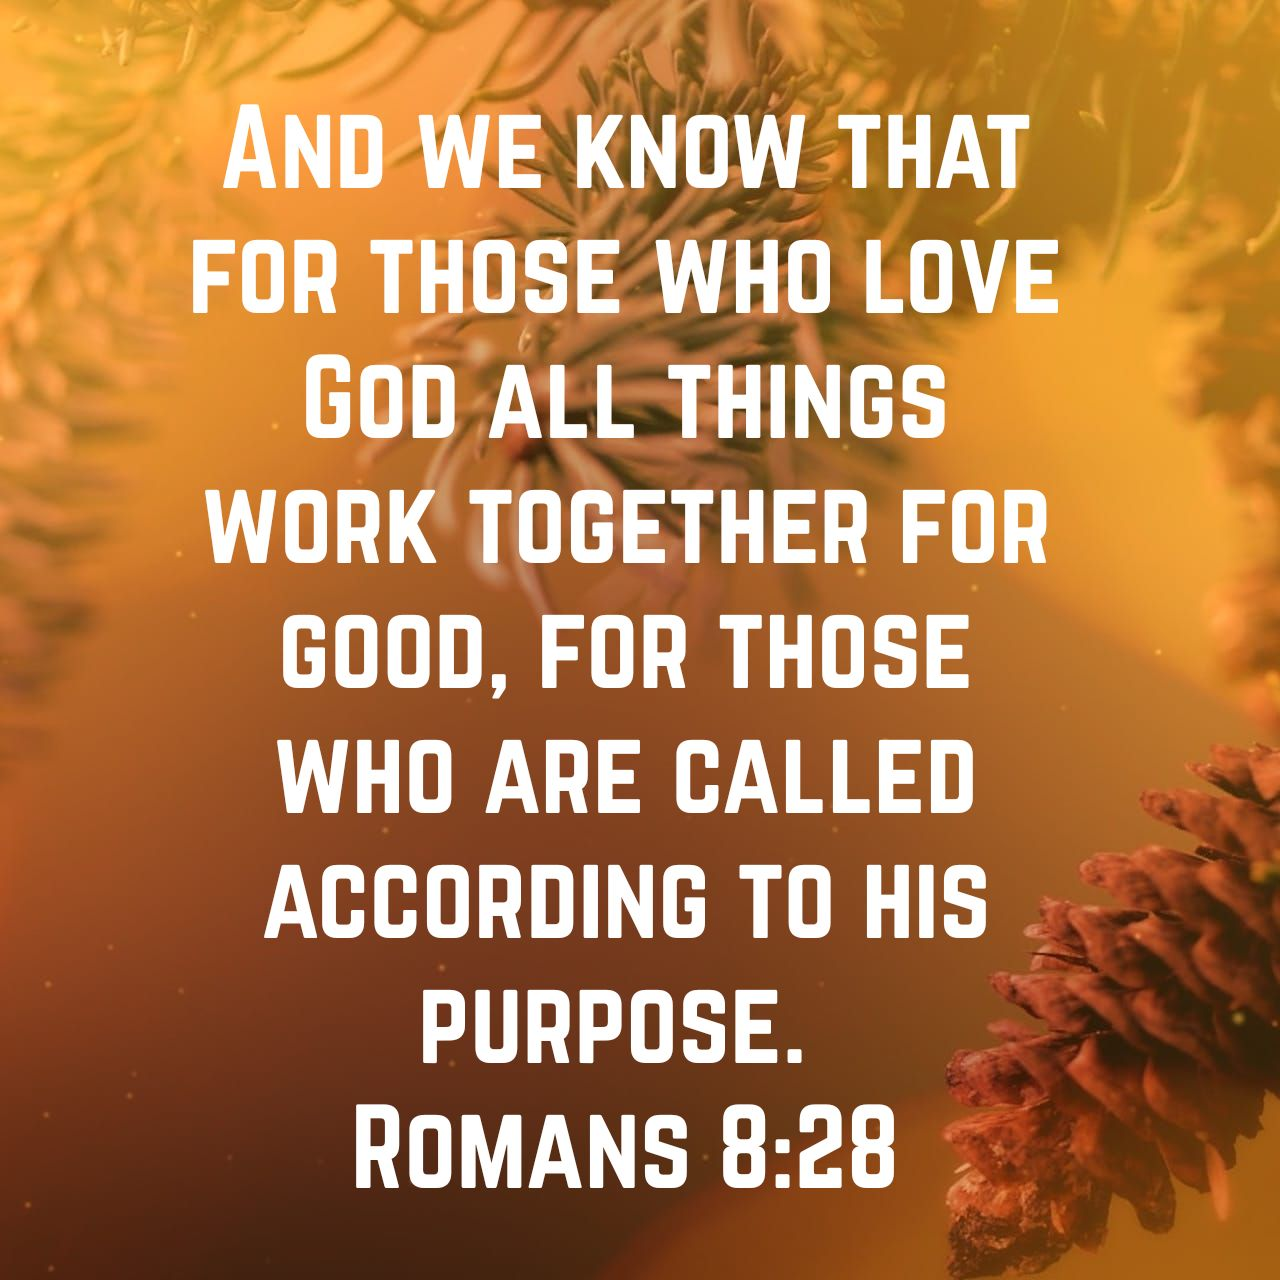 And we know that
for those who love
God all things
work together for
good, for those
who are called
according to his
purpose.
Romans 8:28